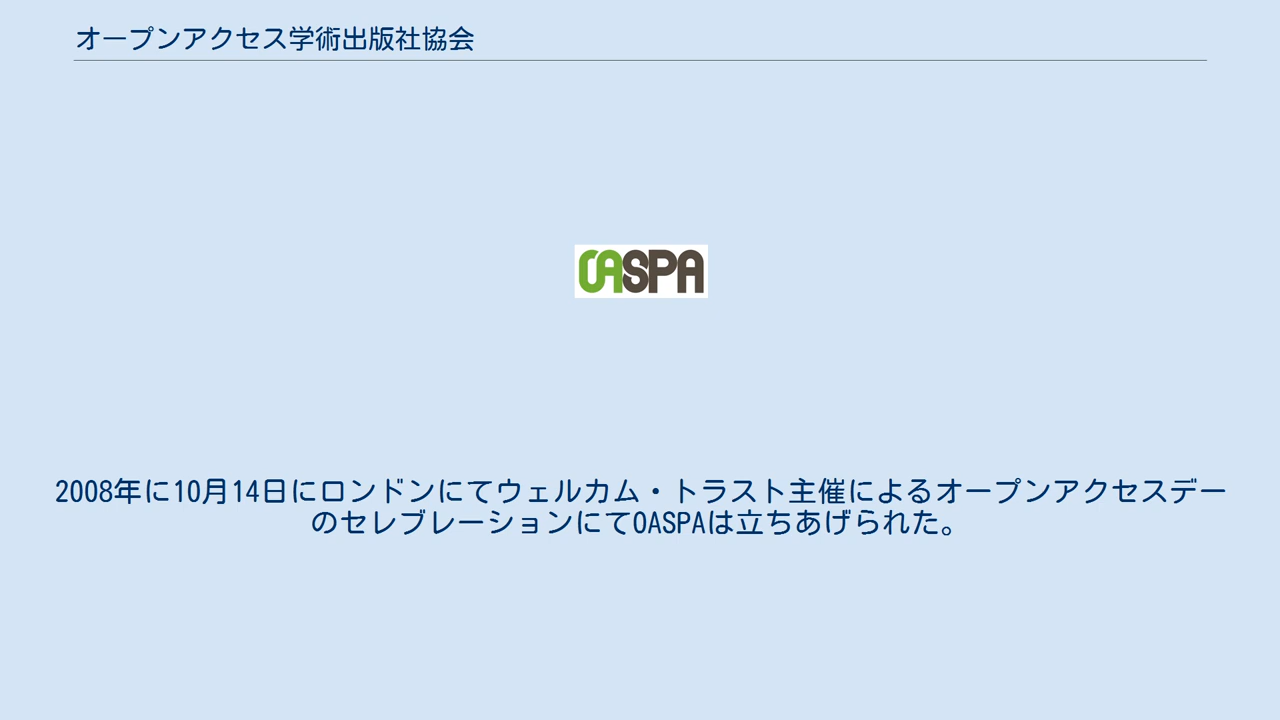 オープンアクセス学術出版社協会
OASPA
2008年に10月14日にロンドンにてウェルカム・トラスト主催によるオープンアクセスデー
のセレブレーションにてOASPAは立ちあげられた。